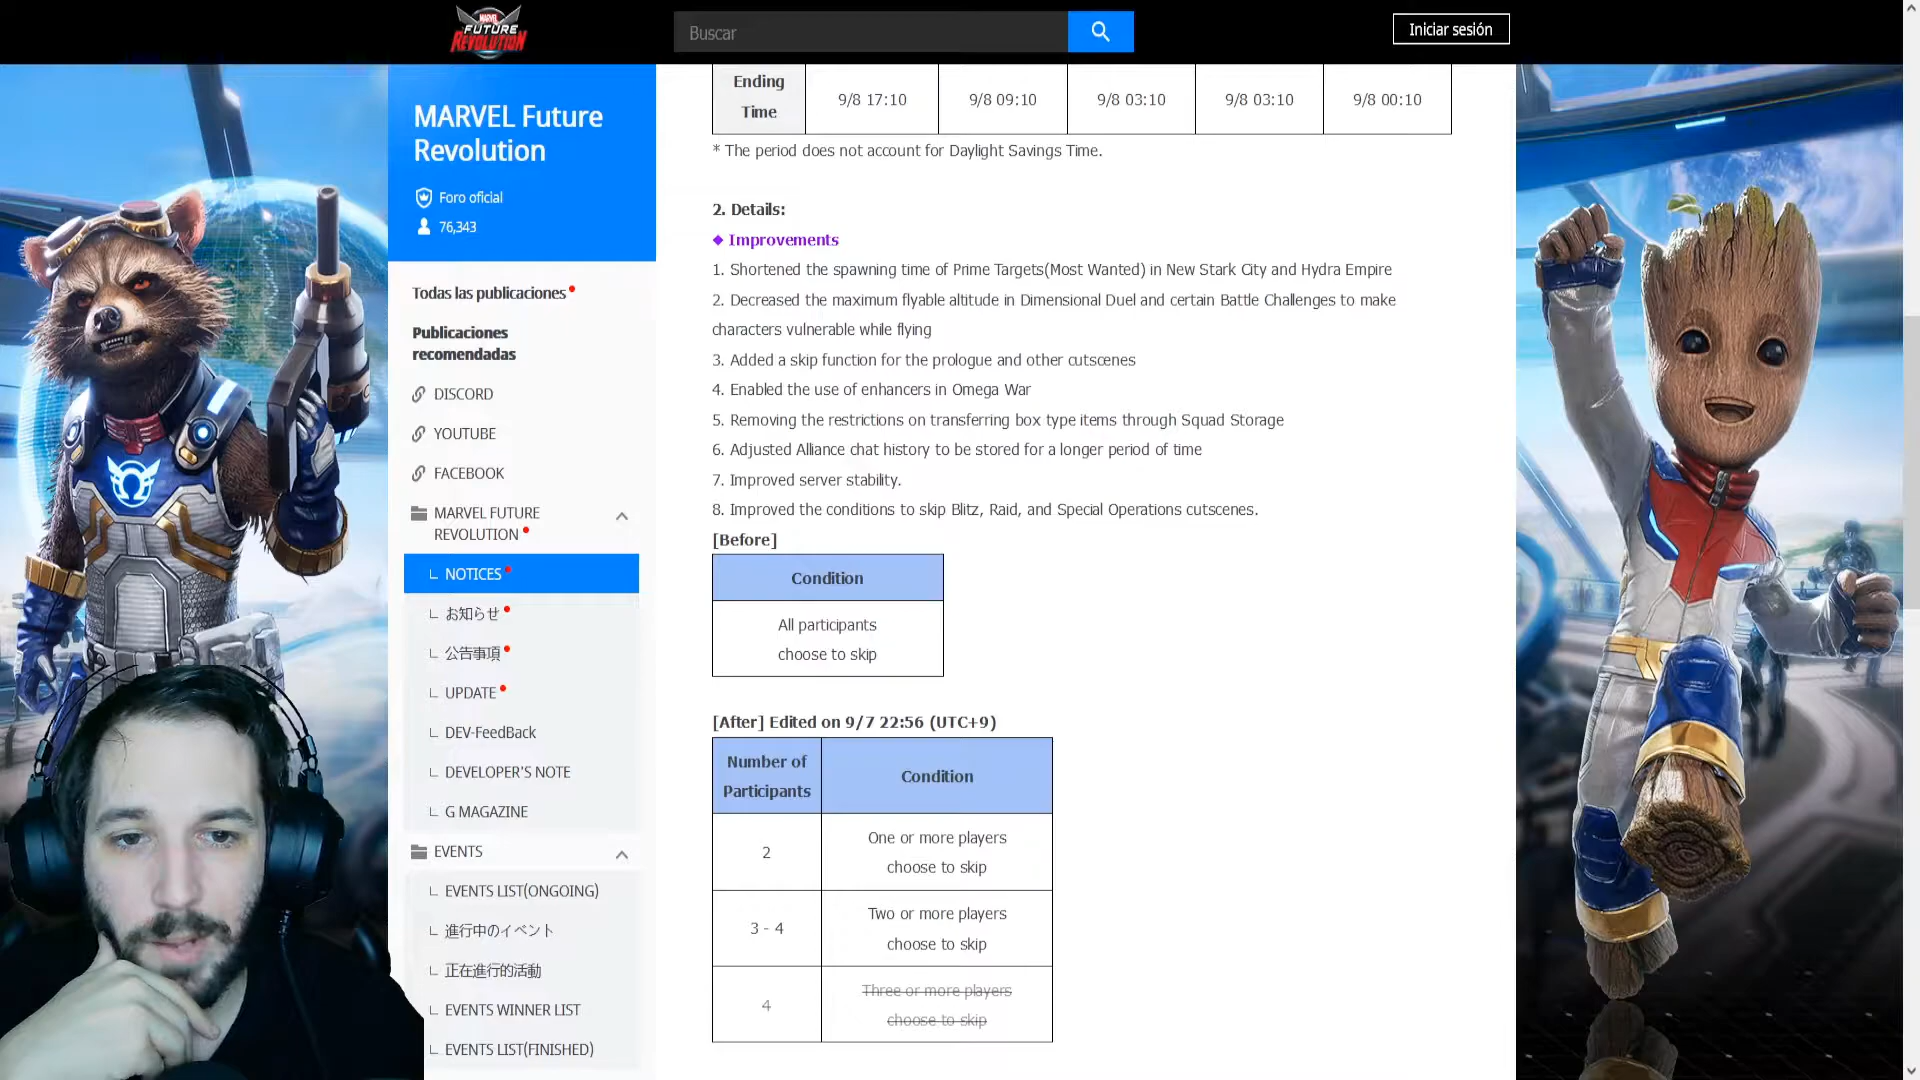 MARVEL
FUTURE
REVOLUTION
Buscar
Iniciar sesión
MARVEL Future
Revolution
Foro oficial
76,343
Todas las publicaciones
Publicaciones
recomendadas
DISCORD
YOUTUBE
FACEBOOK
MARVEL FUTURE
REVOLUTION
NOTICES
お知らせ
公告事項
UPDATE
DEV-FeedBack
DEVELOPER'S NOTE
G MAGAZINE
EVENTS
EVENTS LIST(ONGOING)
進行中のイベント
正在進行的活動
EVENTS WINNER LIST
EVENTS LIST(FINISHED)
Ending
Time
9/8 17:10 9/8 09:10 9/8 03:10 9/8 03:10 9/8 00:10
* The period does not account for Daylight Savings Time.
2. Details:
◆ Improvements
1. Shortened the spawning time of Prime Targets(Most Wanted) in New Stark City and Hydra Empire
2. Decreased the maximum flyable altitude in Dimensional Duel and certain Battle Challenges to make
characters vulnerable while flying
3. Added a skip function for the prologue and other cutscenes
4. Enabled the use of enhancers in Omega War
5. Removing the restrictions on transferring box type items through Squad Storage
6. Adjusted Alliance chat history to be stored for a longer period of time
7. Improved server stability.
8. Improved the conditions to skip Blitz, Raid, and Special Operations cutscenes.
[Before]
Condition
All participants
choose to skip
[After] Edited on 9/7 22:56 (UTC+9)
Number of
Participants
Condition
2
One or more players
choose to skip
3 - 4
Two or more players
choose to skip
4
Three or more players
choose to skip